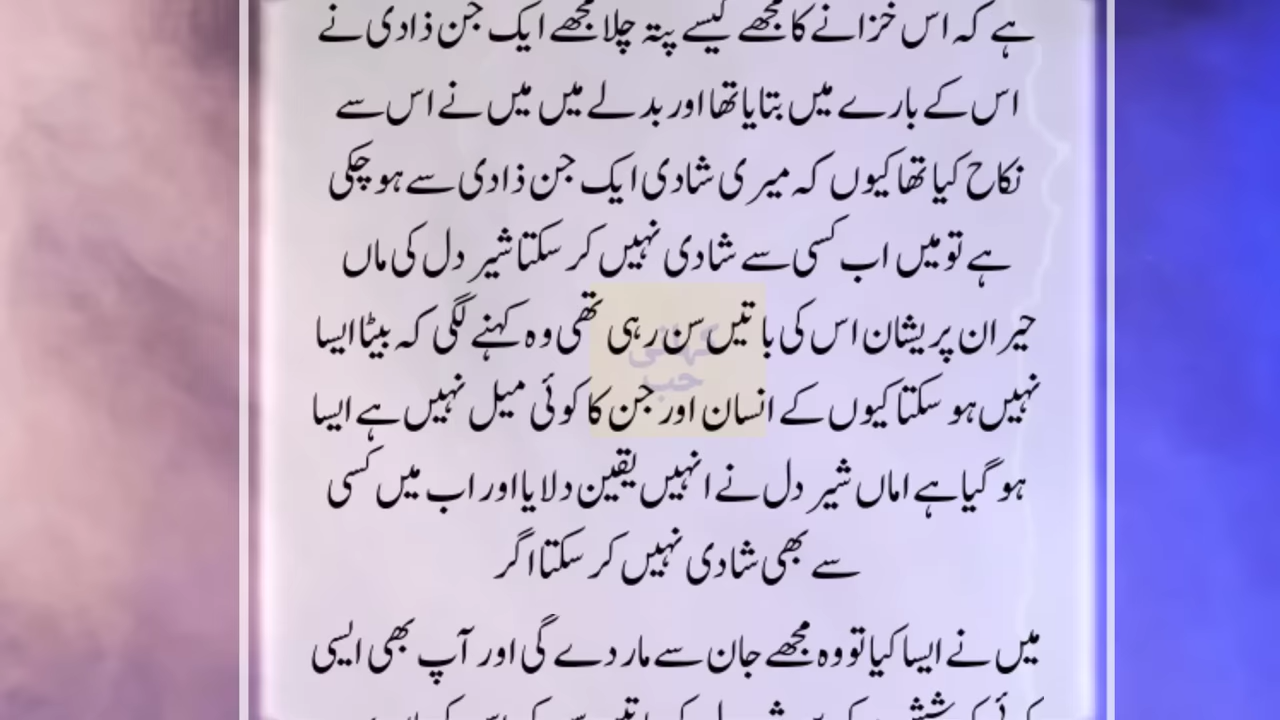 ہے کہ اس خزانے کا مجھے کیسے پتہ چلا مجھے ایک جن ذادی نے
اس کے بارے میں بتایا تھا اور بدلے میں میں نے اس سے
نکاح کیا تھا کیوں کہ میری شادی ایک جن ذادی سے ہو چکی
ہے تو میں اب کسی سے شادی نہیں کر سکتا شیر دل کی ماں
حیران پریشان اس کی باتیں سن رہی تھی وہ کہنے لگی کہ بیٹا ایسا
نہیں ہو سکتا کیوں کے انسان اور جن کا کوئی میل نہیں ہے ایسا
ہو گیا ہے اماں شیر دل نے انہیں یقین دلایا اور اب میں کسی
سے بھی شادی نہیں کر سکتا اگر
میں نے ایسا کیا تو وہ مجھے جان سے مار دے گی اور آپ بھی ایسی